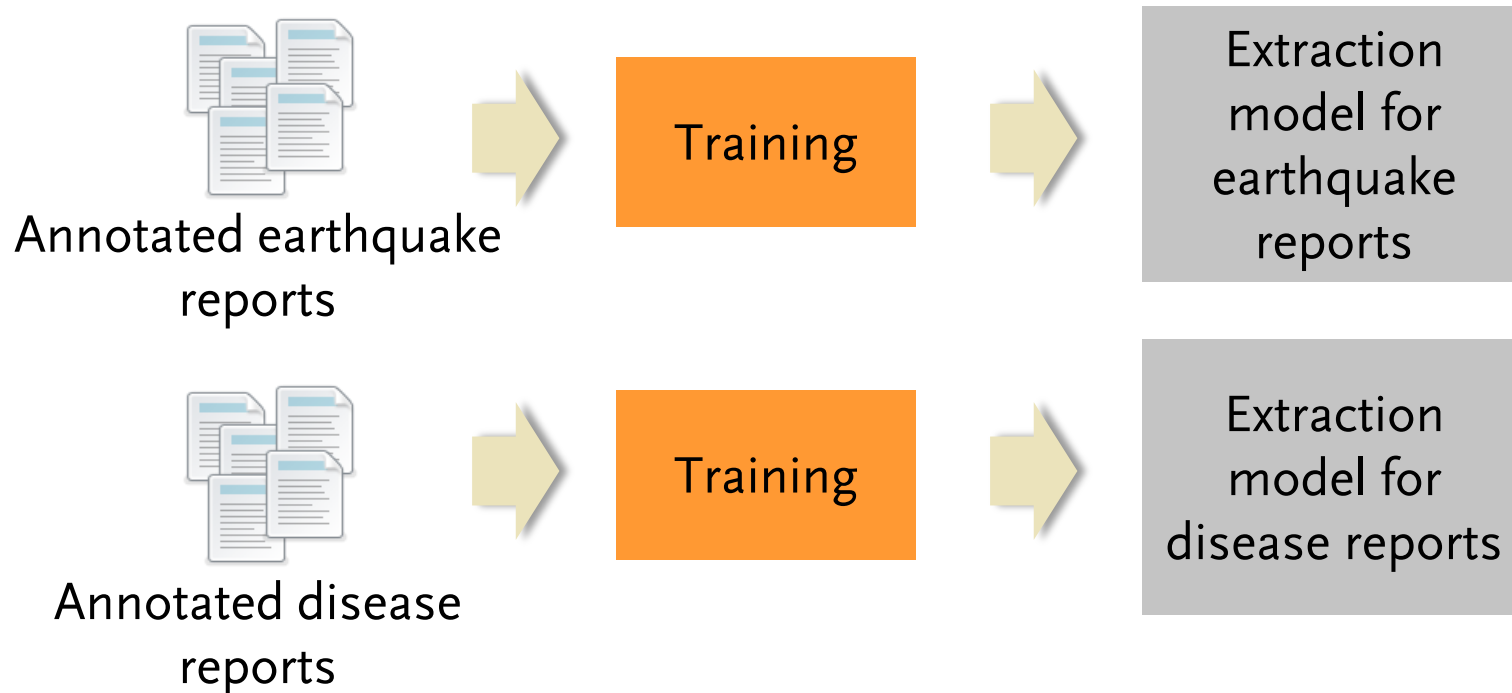 Annotated earthquake
reports
Training
Extraction
model for
earthquake
reports
Annotated disease
reports
Training
Extraction
model for
disease reports